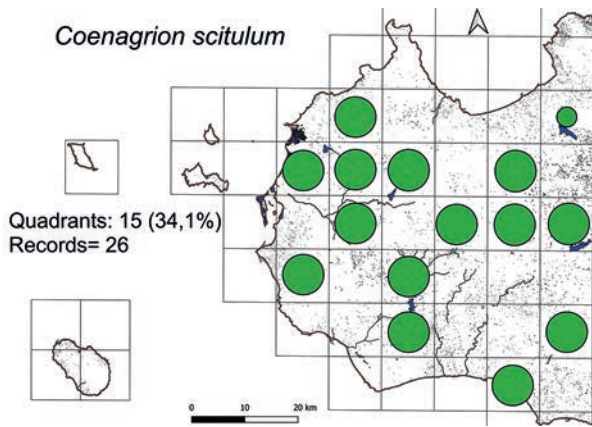 Coenagrion scitulum
Quadrants: 15 (34,1%)
Records= 26
0 10 20 km